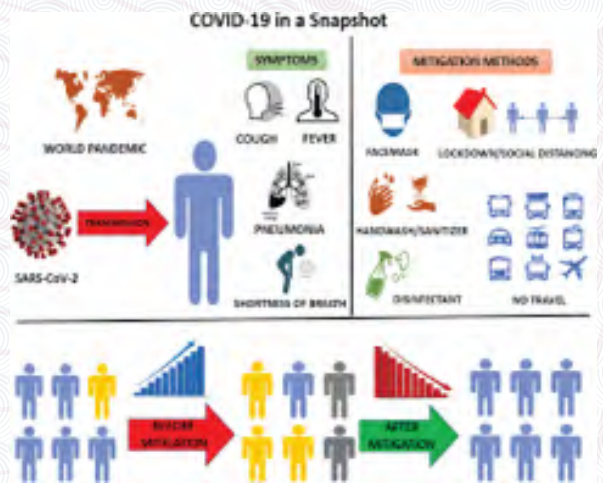 COVID-19 in a Snapshot
SYMPTOMS
MITIGATION METHODS
COUGH
FEVER
WORLD PANDEMIC
FACEMASK
LOCKDOWN/SOCIAL DISTANCING
TRANSMISSION
PNEUMONIA
HANDWASH/SANITIZER
SARS-CoV-2
SHORTNESS OF BREATH
DISINFECTANT
NO TRAVEL
BEFORE
MITIGATION
AFTER
MITIGATION